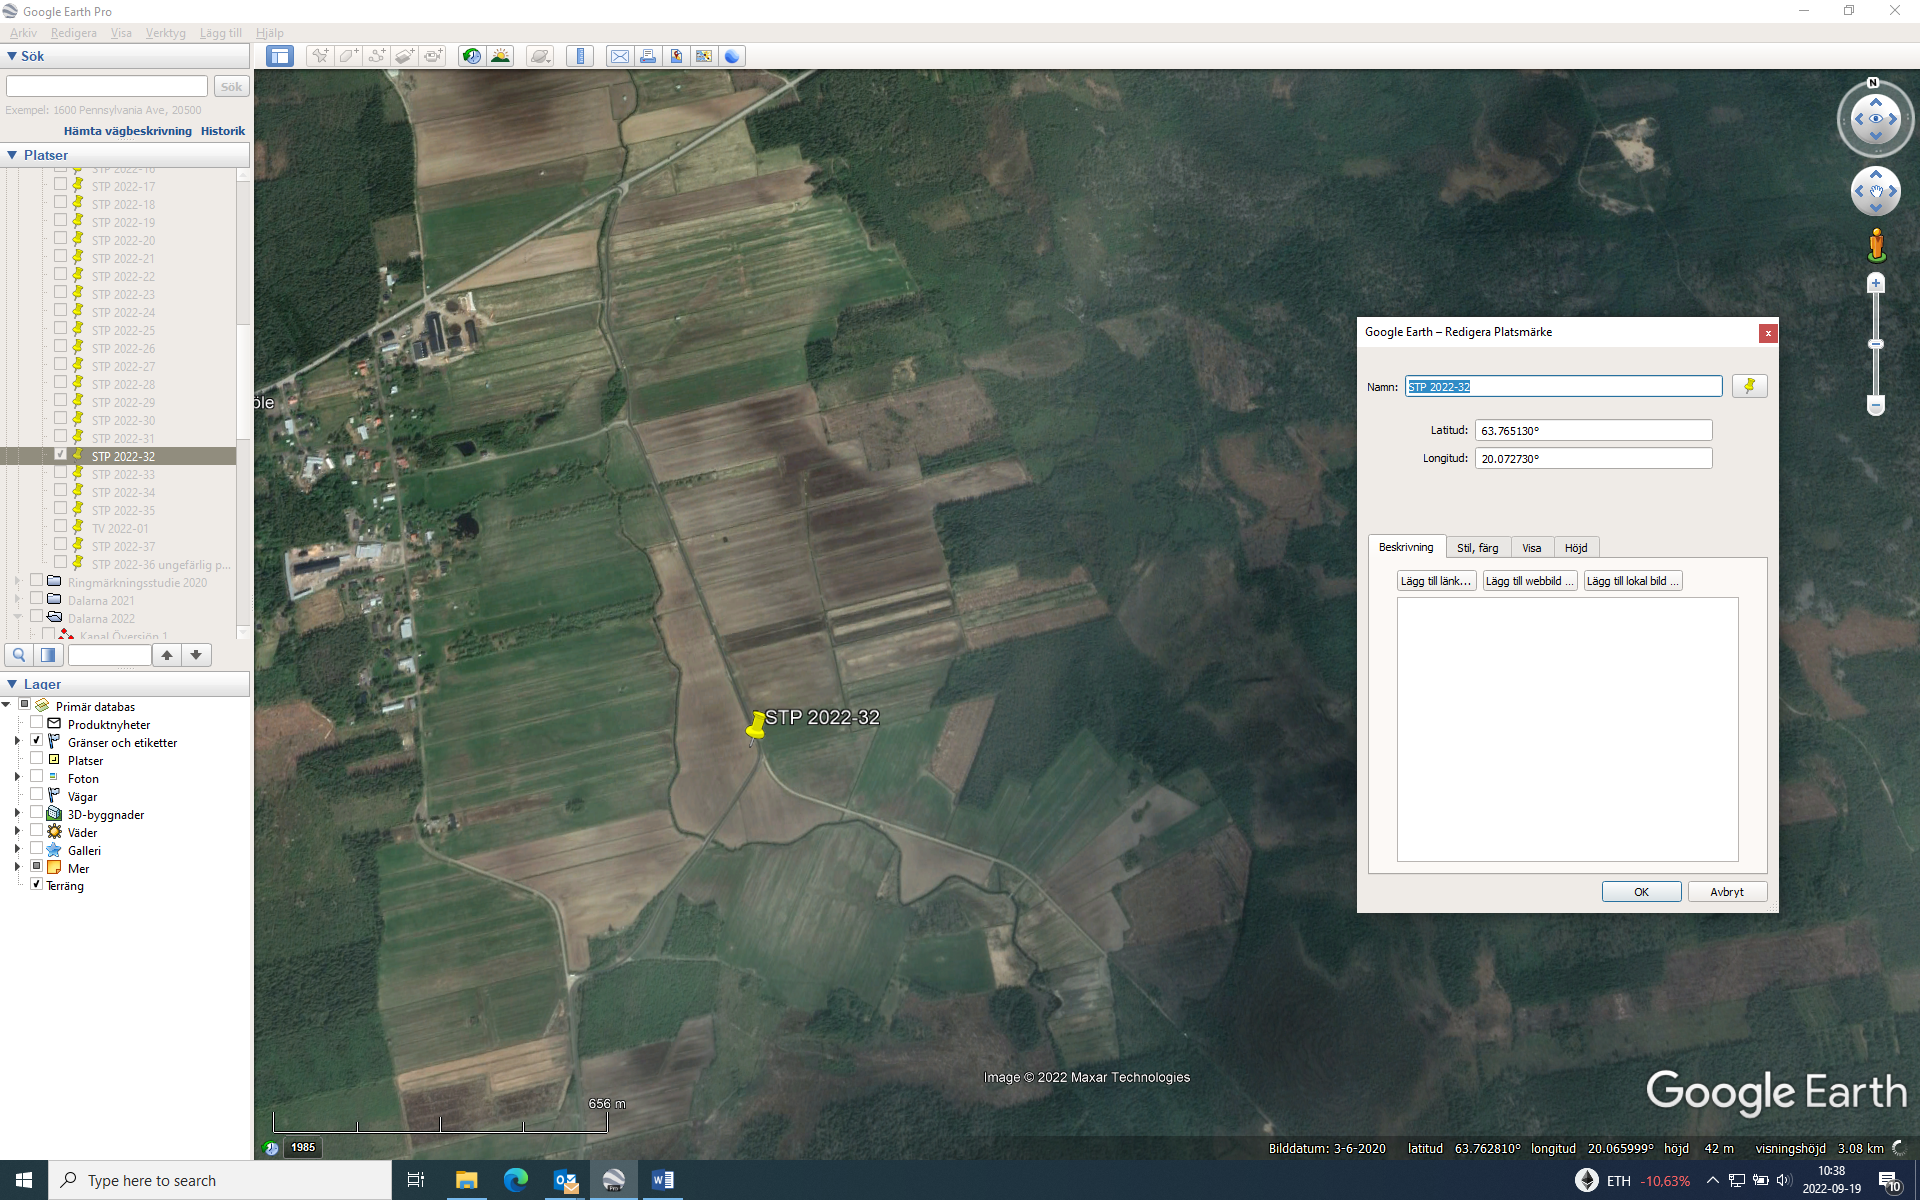 Google Earth Pro
Arkiv Redigera Visa Verktyg Lägg till Hjälp
Sök
Sök
Exempel: 1600 Pennsylvania Ave, 20500
Hämta vägbeskrivning Historik
Platser
STP 2022-16
STP 2022-17
STP 2022-18
STP 2022-19
STP 2022-20
STP 2022-21
STP 2022-22
STP 2022-23
STP 2022-24
STP 2022-25
STP 2022-26
STP 2022-27
STP 2022-28
STP 2022-29
STP 2022-30
STP 2022-31
STP 2022-32
STP 2022-33
STP 2022-34
STP 2022-35
TV 2022-01
STP 2022-37
STP 2022-36 ungefärlig p...
Ringmärkningsstudie 2020
Dalarna 2021
Dalarna 2022
Kanal Översjön 1
Lager
Primär databas
Produktnyheter
Gränser och etiketter
Platser
Foton
Vägar
3D-byggnader
Väder
Galleri
Mer
Terräng
öle
STP 2022-32
N
Google Earth – Redigera Platsmärke
x
Namn: STP 2022-32
Latitud: 63.765130°
Longitud: 20.072730°
Beskrivning Stil, färg Visa Höjd
Lägg till länk... Lägg till webbild ... Lägg till lokal bild ...
OK Avbryt
Image © 2022 Maxar Technologies
Google Earth
656 m
1985
Bilddatum: 3-6-2020 latitud 63.762810° longitud 20.065999° höjd 42 m visningshöjd 3.08 km
Type here to search
ETH -10,63%
10:38
2022-09-19
10